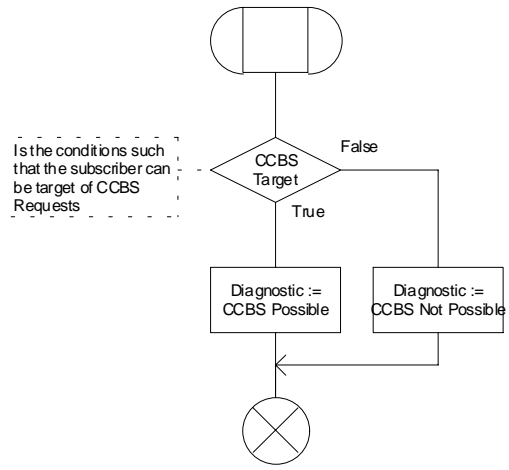 Is the conditions such
that the subscriber can
be target of CCBS
Requests
CCBS
Target
False
True
Diagnostic :=
CCBS Possible
Diagnostic :=
CCBS Not Possible